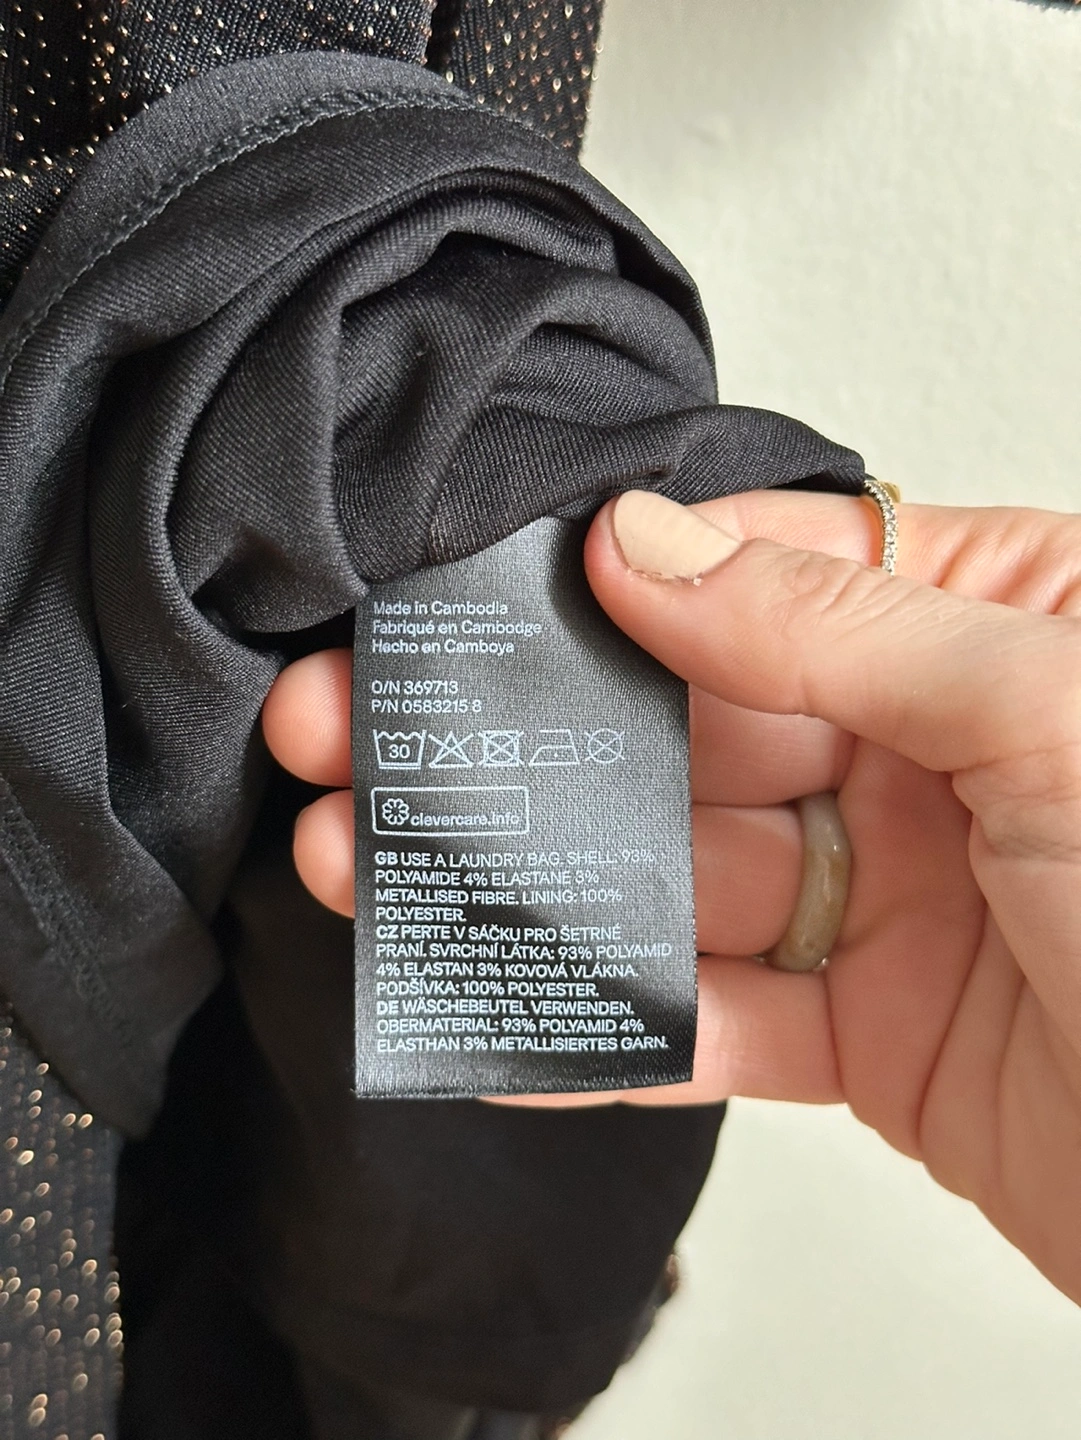 Made in Cambodia
Fabriqué en Cambodge
Hecho en Camboya
O/N 369713
P/N 0583215 8
30
clevercare.info
GB USE A LAUNDRY BAG. SHELL: 93%
POLYAMIDE 4% ELASTANE 3%
METALLISED FIBRE. LINING: 100%
POLYESTER.
CZ PERTE V SÁČKU PRO ŠETRNÉ
PRANÍ. SVRCHNÍ LÁTKA: 93% POLYAMID
4% ELASTAN 3% KOVOVÁ VLÁKNA.
PODŠÍVKA: 100% POLYESTER.
DE WÄSCHEBEUTEL VERWENDEN.
OBERMATERIAL: 93% POLYAMID 4%
ELASTHAN 3% METALLISIERTES GARN.